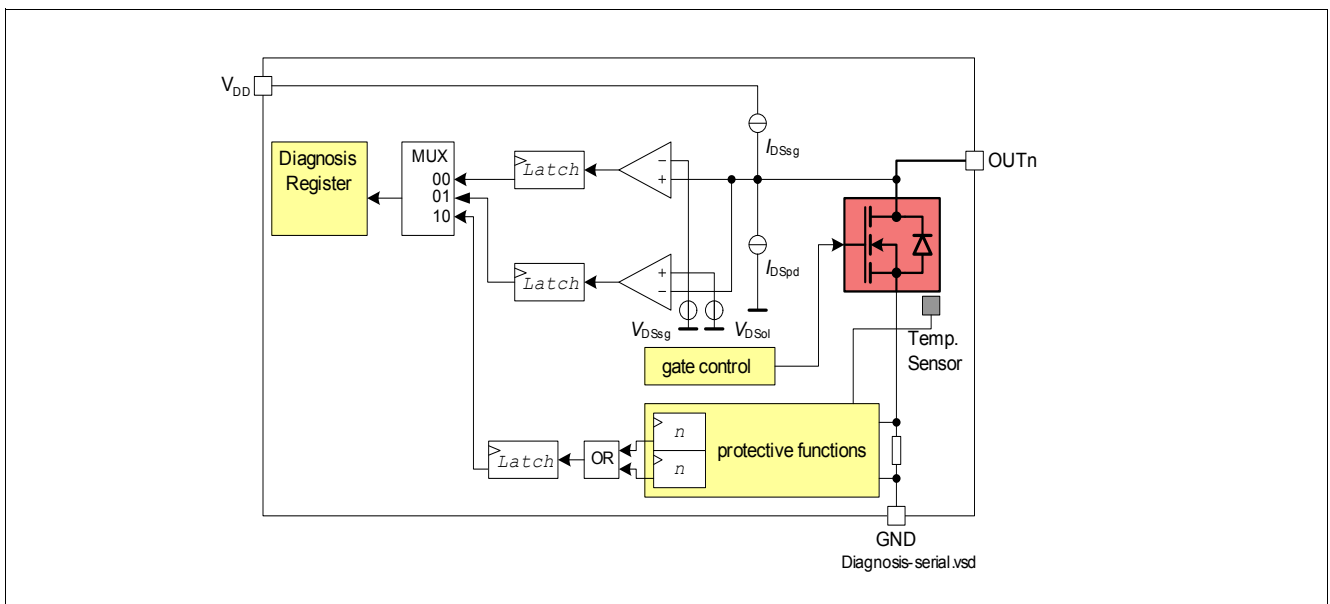 VDD
IDSsg
OUTn
Diagnosis
Register
MUX
00
01
10
Latch
−
+
Latch
+
−
IDSpd
VDSsg
VDSol
Temp.
Sensor
gate control
n
n
protective functions
OR
Latch
GND
Diagnosis-serial.vsd